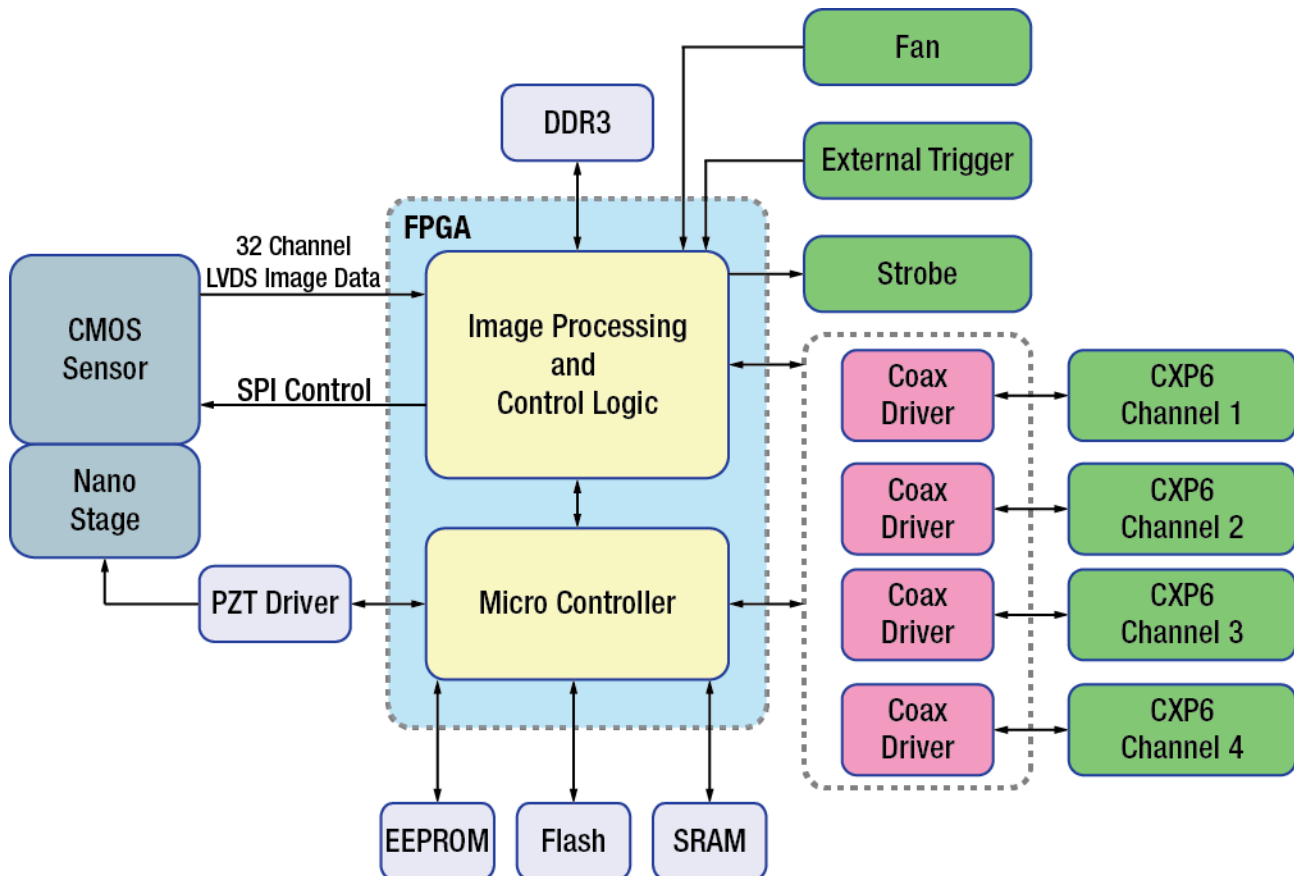 Fan
DDR3
External Trigger
FPGA
32 Channel
LVDS Image Data
Strobe
CMOS
Sensor
Image Processing
and
Control Logic
SPI Control
Coax
Driver
CXP6
Channel 1
Nano
Stage
Coax
Driver
CXP6
Channel 2
PZT Driver
Micro Controller
Coax
Driver
CXP6
Channel 3
Coax
Driver
CXP6
Channel 4
EEPROM
Flash
SRAM